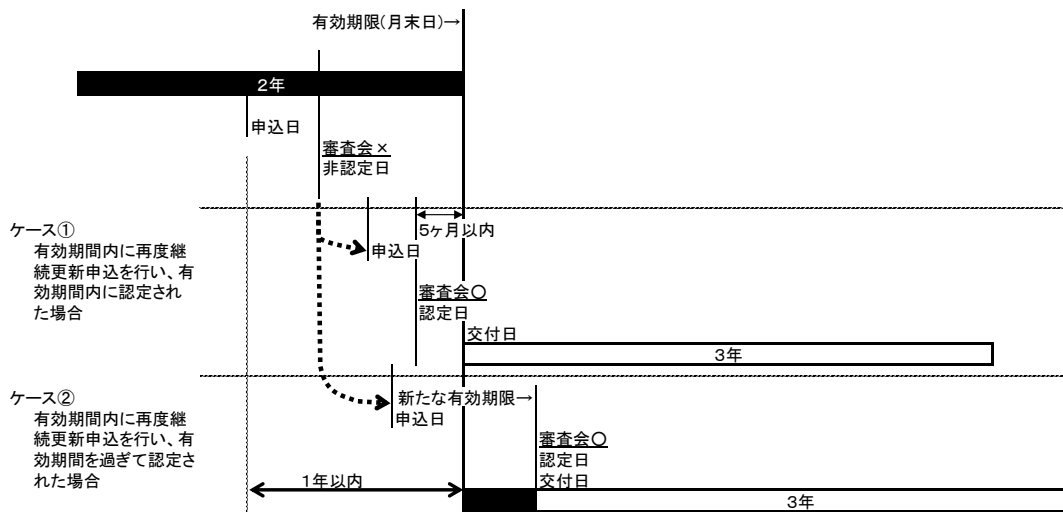 有効期限(月末日)→
2年
申込日
審査会×
非認定日
ケース①
有効期間内に再度継
続更新申込を行い、有
効期間内に認定され
た場合
5ヶ月以内
申込日
審査会○
認定日
交付日
3年
ケース②
有効期間内に再度継
続更新申込を行い、有
効期間を過ぎて認定さ
れた場合
新たな有効期限→
申込日
審査会○
認定日
交付日
1年以内
3年